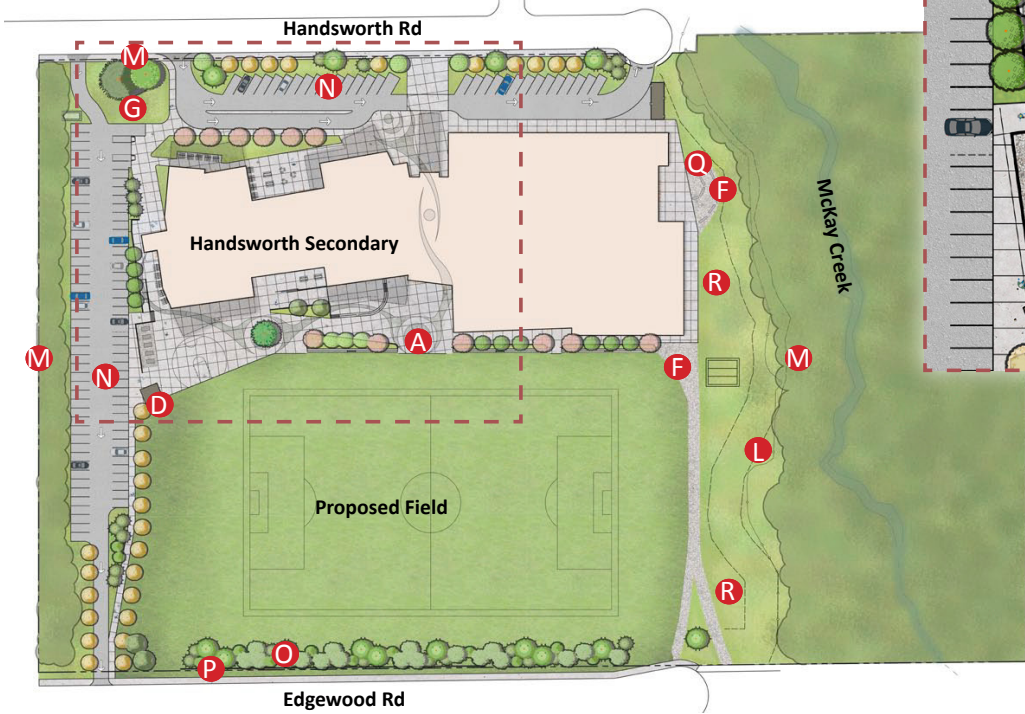 Handsworth Rd
M
G
N
Q
F
McKay Creek
Handsworth Secondary
R
A
M
M
N
F
D
L
Proposed Field
R
O
P
Edgewood Rd